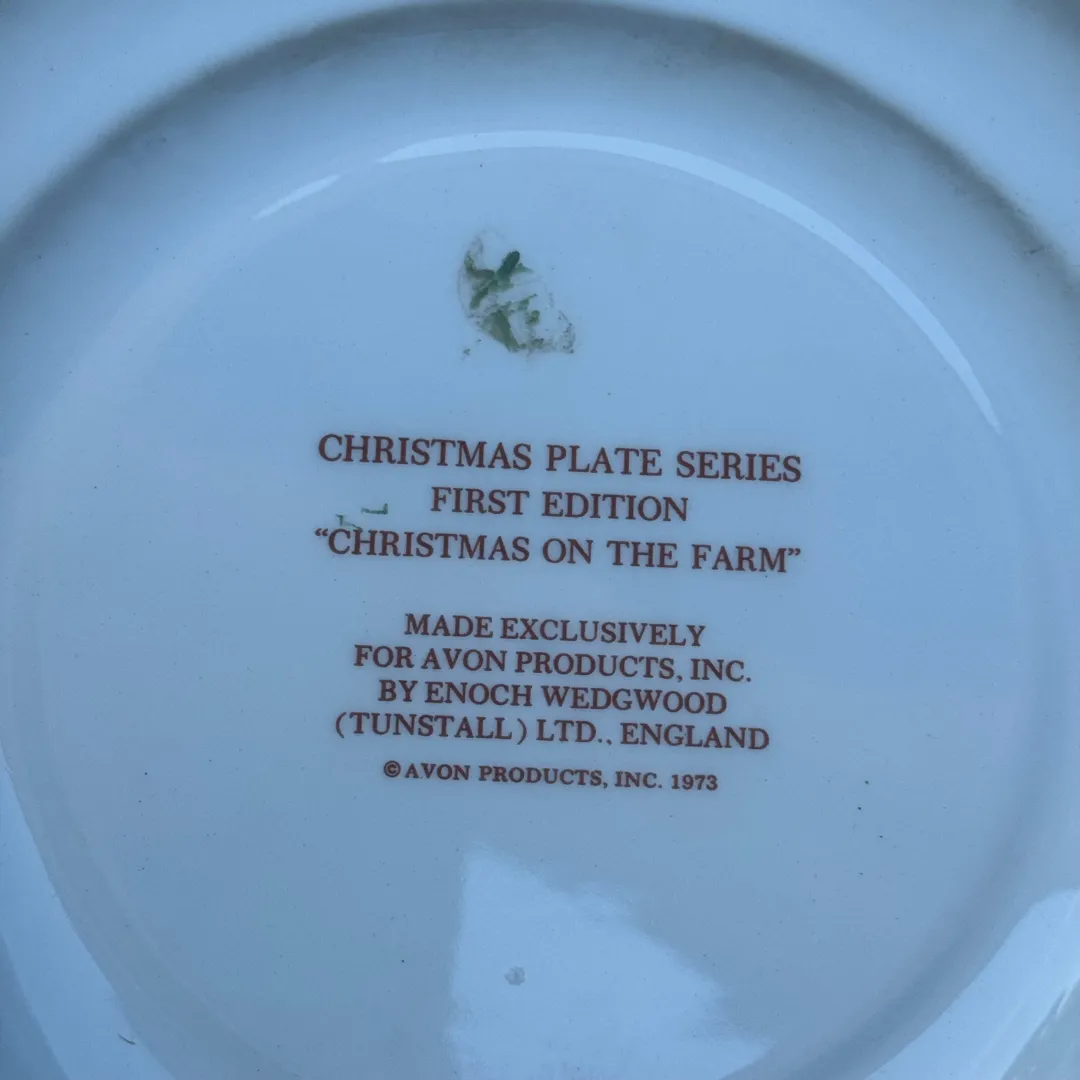 CHRISTMAS PLATE SERIES
FIRST EDITION
“CHRISTMAS ON THE FARM”
MADE EXCLUSIVELY
FOR AVON PRODUCTS, INC.
BY ENOCH WEDGWOOD
(TUNSTALL) LTD., ENGLAND
© AVON PRODUCTS, INC. 1973